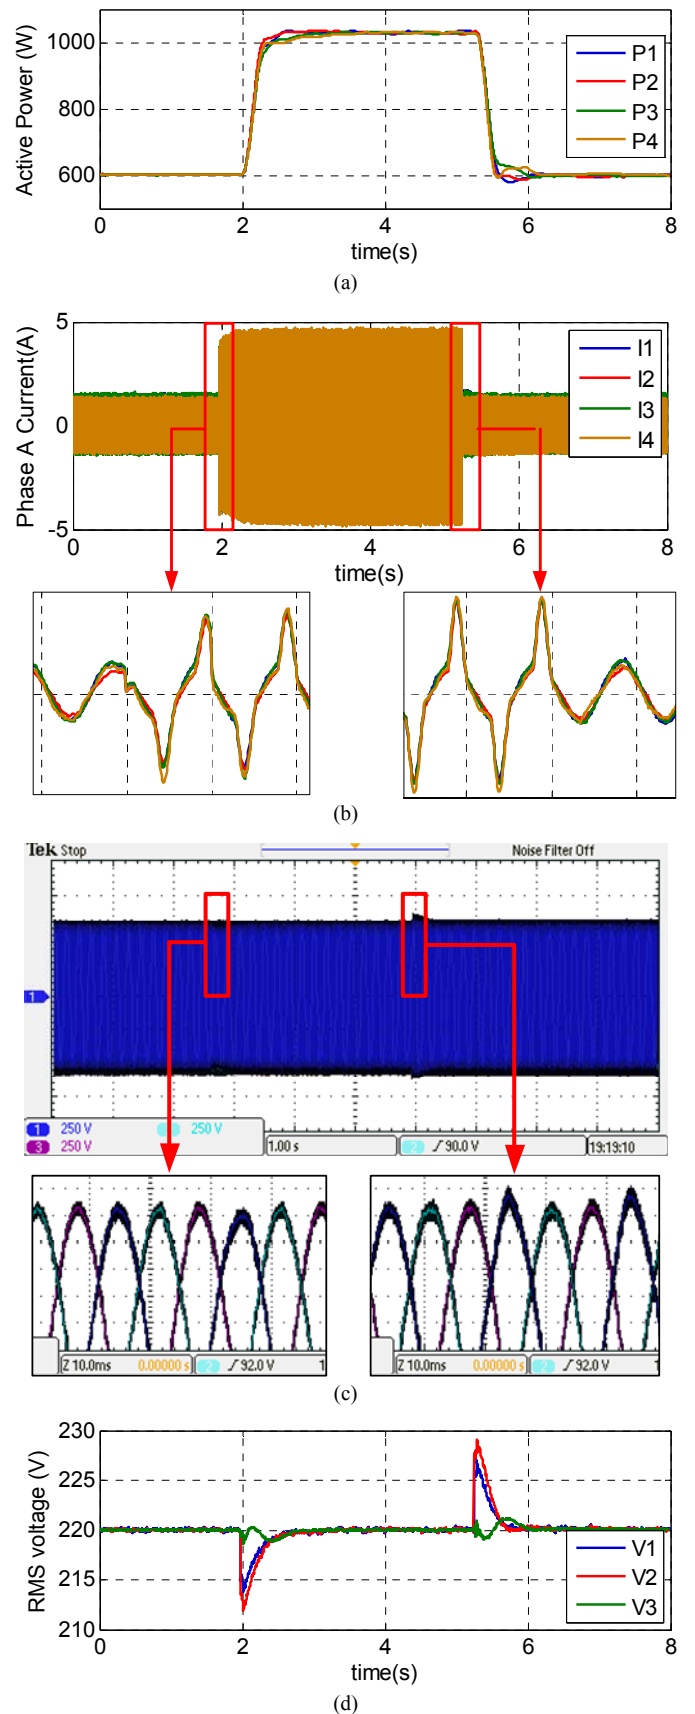 1000
800
600
Active Power (W)
P1
P2
P3
P4
0 2 4 6 8
time(s)
(a)
5
0
-5
Phase A Current(A)
I1
I2
I3
I4
0 2 4 6 8
time(s)
(b)
Tek Stop Noise Filter Off
1
1 250 V 2 250 V
3 250 V
1.00 s
2 90.0 V
19:19:10
Z 10.0ms 0.00000 s 2 92.0 V 1
Z 10.0ms 0.00000 s 2 92.0 V 1
(c)
230
225
220
215
210
RMS voltage (V)
V1
V2
V3
0 2 4 6 8
time(s)
(d)